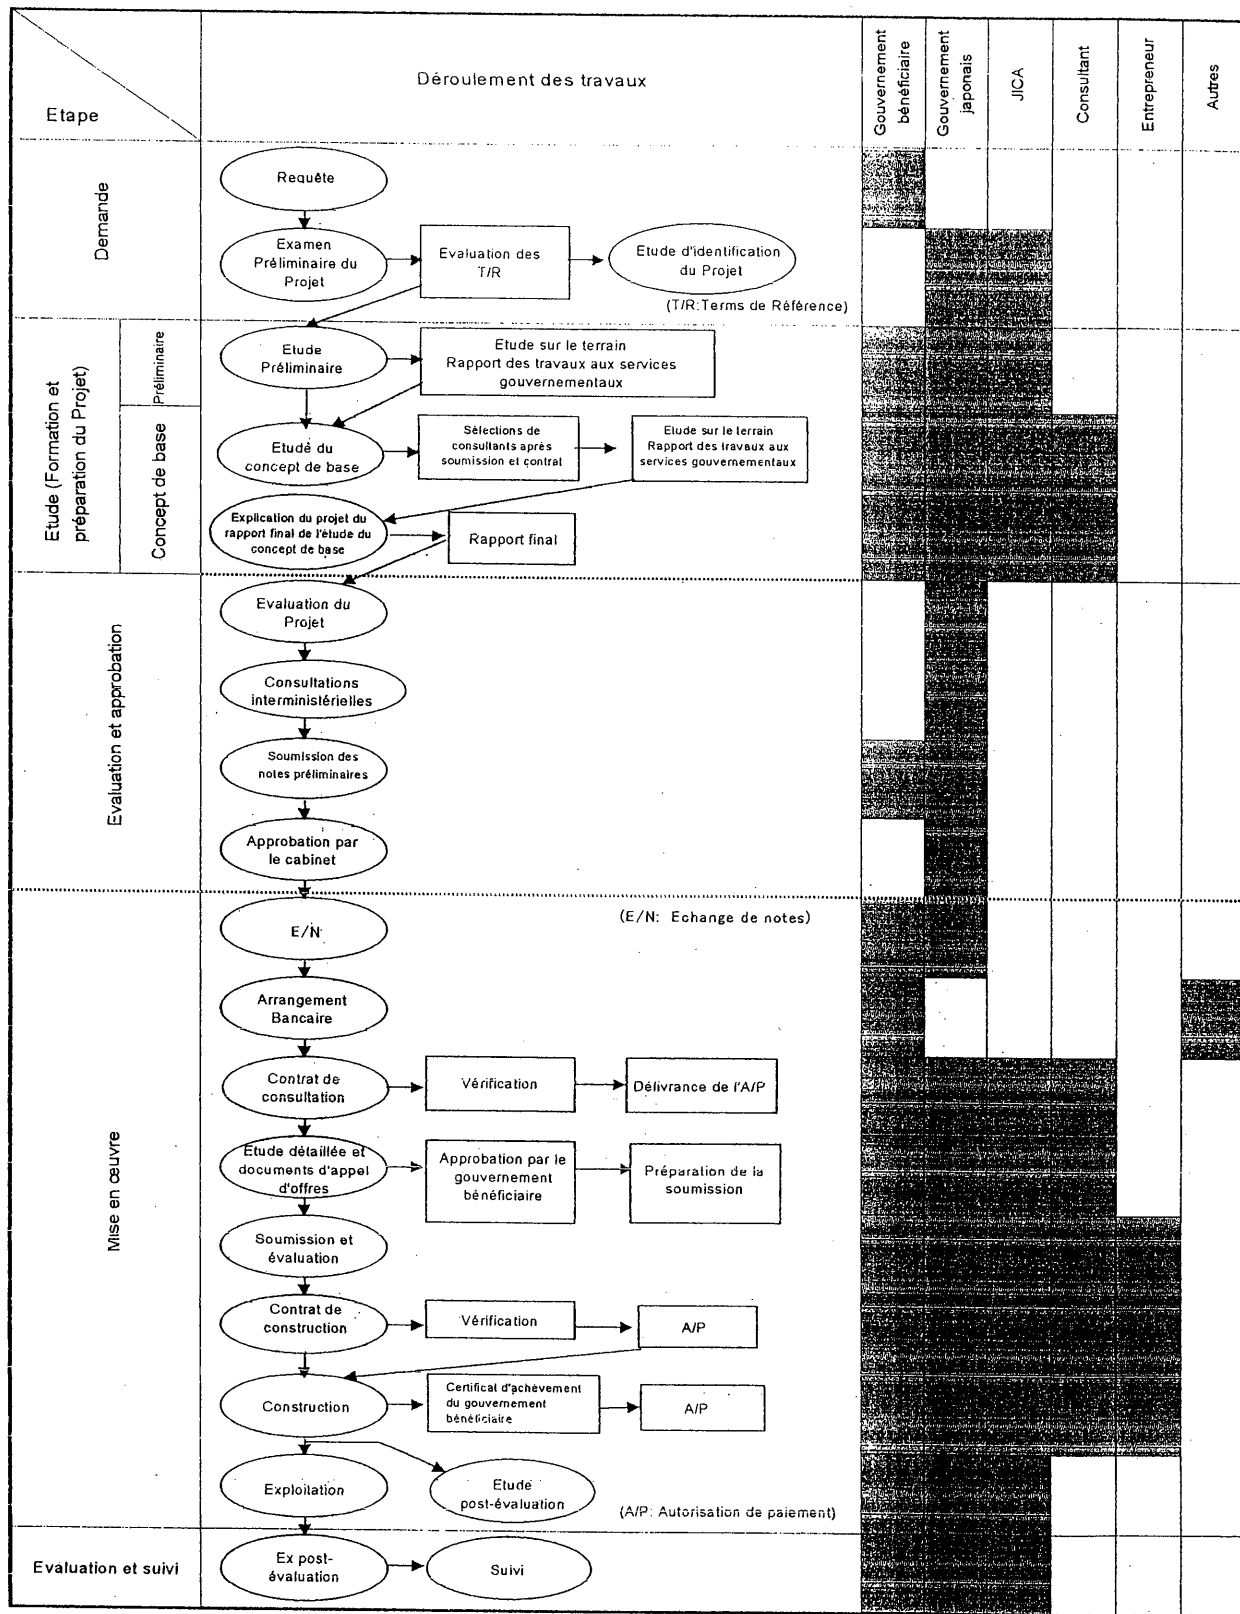 Etape
Déroulement des travaux
Gouvernement
bénéficiaire
Gouvernement
japonais
JICA
Consultant
Entrepreneur
Autres
Demande
Requête
Examen
Préliminaire du
Projet
Evaluation des
T/R
Etude d'identification
du Projet
(T/R:Terms de Référence)
Etude (Formation et
préparation du Projet)
Préliminaire
Etude
Préliminaire
Etude sur le terrain
Rapport des travaux aux services
gouvernementaux
Concept de base
Etude du
concept de base
Sélections de
consultants après
soumission et contrat
Etude sur le terrain
Rapport des travaux aux
services gouvernementaux
Explication du projet du
rapport final de l'étude du
concept de base
Rapport final
Evaluation et approbation
Evaluation du
Projet
Consultations
interministérielles
Soumission des
notes préliminaires
Approbation par
le cabinet
Mise en œuvre
E/N
(E/N: Echange de notes)
Arrangement
Bancaire
Contrat de
consultation
Vérification
Délivrance de l'A/P
Etude détaillée et
documents d'appel
d'offres
Approbation par le
gouvernement
bénéficiaire
Préparation de la
soumission
Soumission et
évaluation
Contrat de
construction
Vérification
A/P
Construction
Certificat d'achèvement
du gouvernement
bénéficiaire
A/P
Exploitation
Etude
post-évaluation
(A/P: Autorisation de paiement)
Evaluation et suivi
Ex post-
évaluation
Suivi